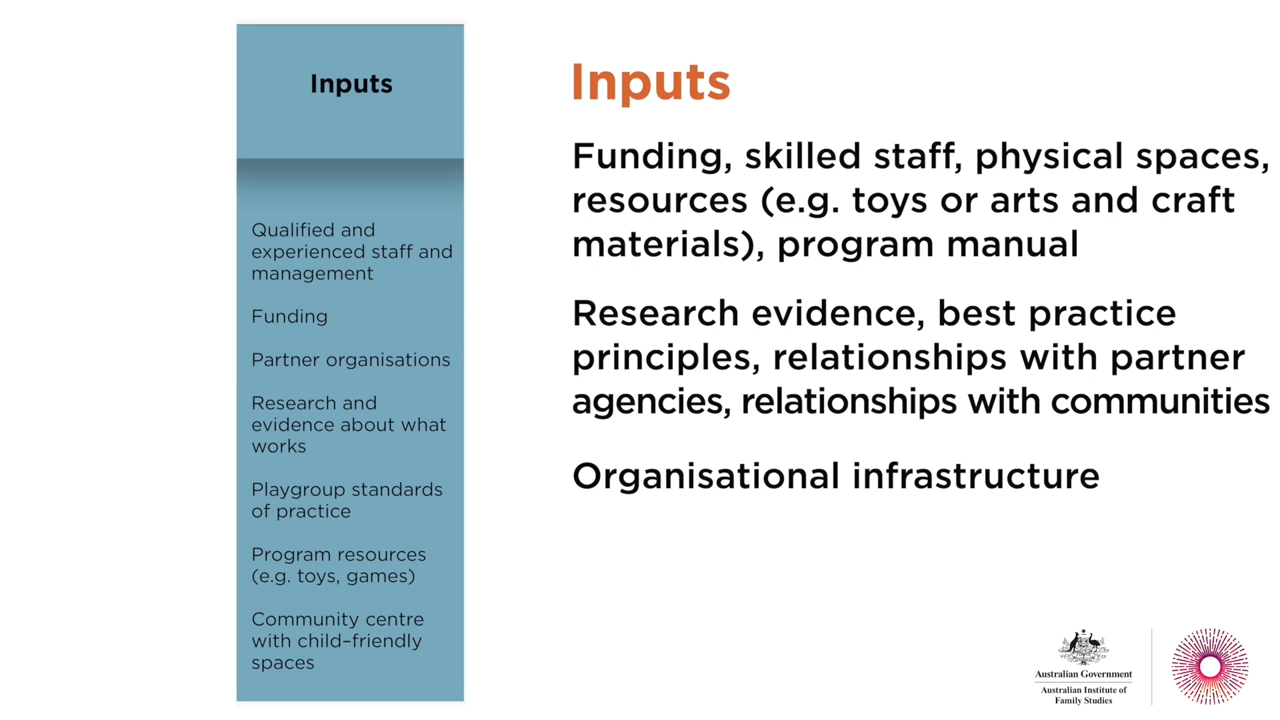 Inputs
Qualified and
experienced staff and
management
Funding
Partner organisations
Research and
evidence about what
works
Playgroup standards
of practice
Program resources
(e.g. toys, games)
Community centre
with child–friendly
spaces
Inputs
Funding, skilled staff, physical spaces,
resources (e.g. toys or arts and craft
materials), program manual
Research evidence, best practice
principles, relationships with partner
agencies, relationships with communities
Organisational infrastructure
Australian Government
Australian Institute of
Family Studies